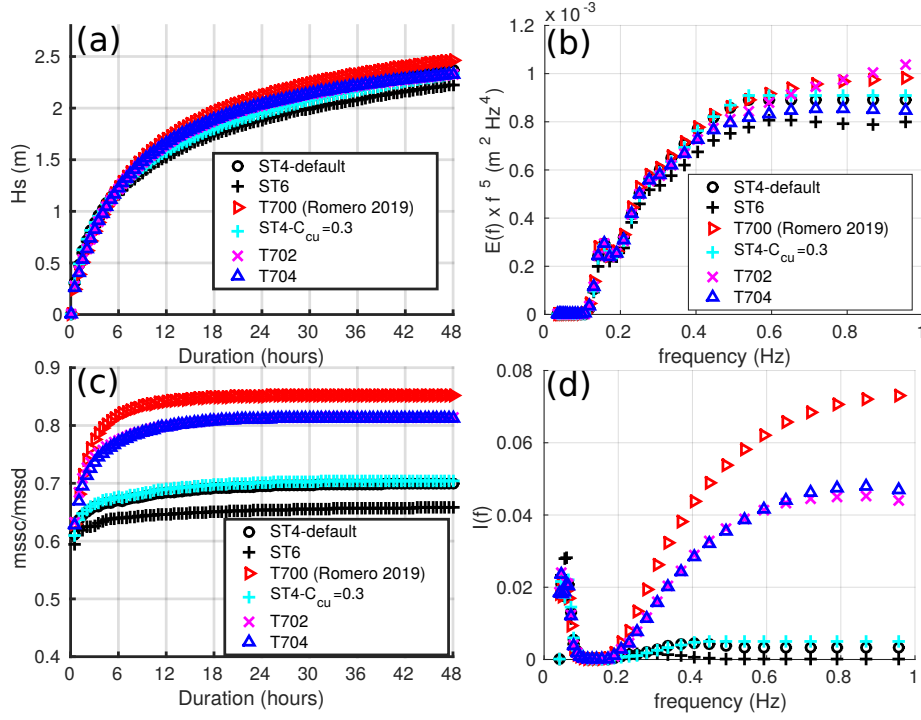 (a)
Hs (m)
2.5
2
1.5
1
0.5
0
0 6 12 18 24 30 36 42 48
Duration (hours)
ST4-default
ST6
T700 (Romero 2019)
ST4-C_cu=0.3
T702
T704
(b)
× 10^-3
E(f) x f^5 (m^2 Hz^4)
1
0.8
0.6
0.4
0.2
0
0 0.2 0.4 0.6 0.8 1
frequency (Hz)
ST4-default
ST6
T700 (Romero 2019)
ST4-C_cu=0.3
T702
T704
(c)
mssc/mssd
0.9
0.8
0.7
0.6
0.5
0.4
0 6 12 18 24 30 36 42 48
Duration (hours)
ST4-default
ST6
T700 (Romero 2019)
ST4-C_cu=0.3
T702
T704
(d)
I(f)
0.08
0.06
0.04
0.02
0
0 0.2 0.4 0.6 0.8 1
frequency (Hz)